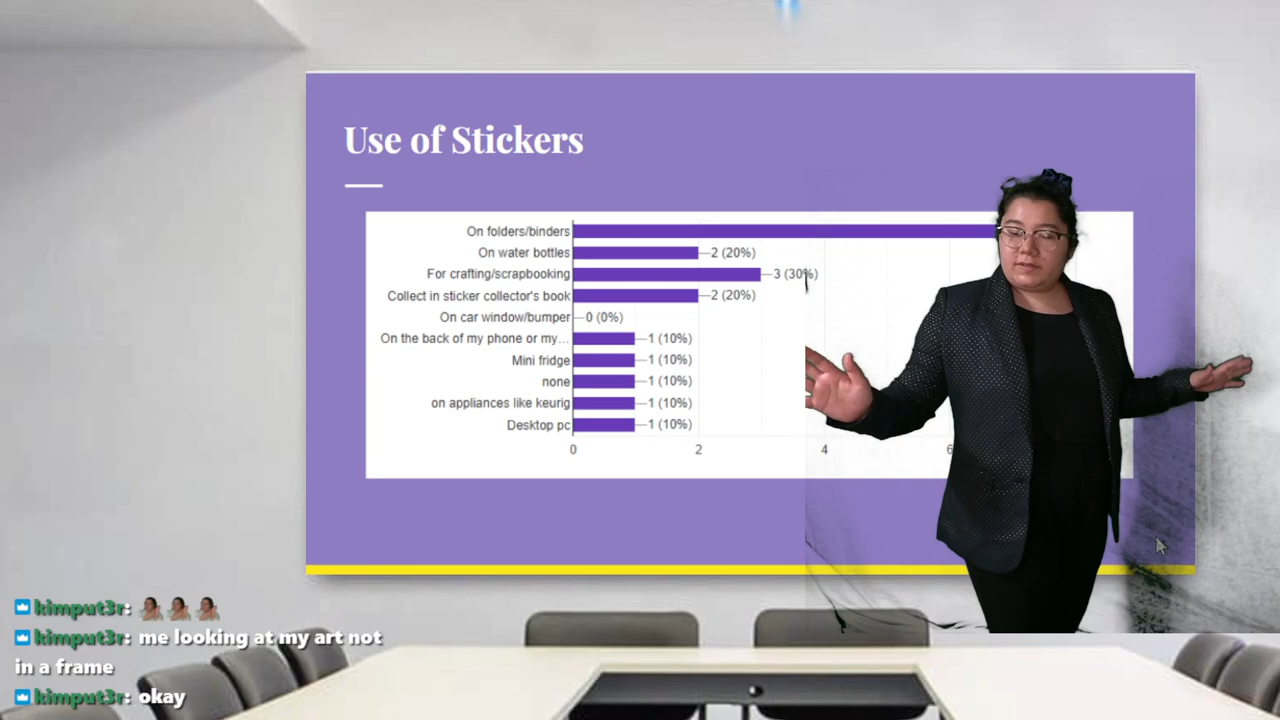 Use of Stickers
On folders/binders
On water bottles 2 (20%)
For crafting/scrapbooking 3 (30%)
Collect in sticker collector's book 2 (20%)
On car window/bumper 0 (0%)
On the back of my phone or my... 1 (10%)
Mini fridge 1 (10%)
none 1 (10%)
on appliances like keurig 1 (10%)
Desktop pc 1 (10%)
0 2 4 6
kimput3r:
kimput3r: me looking at my art not
in a frame
kimput3r: okay